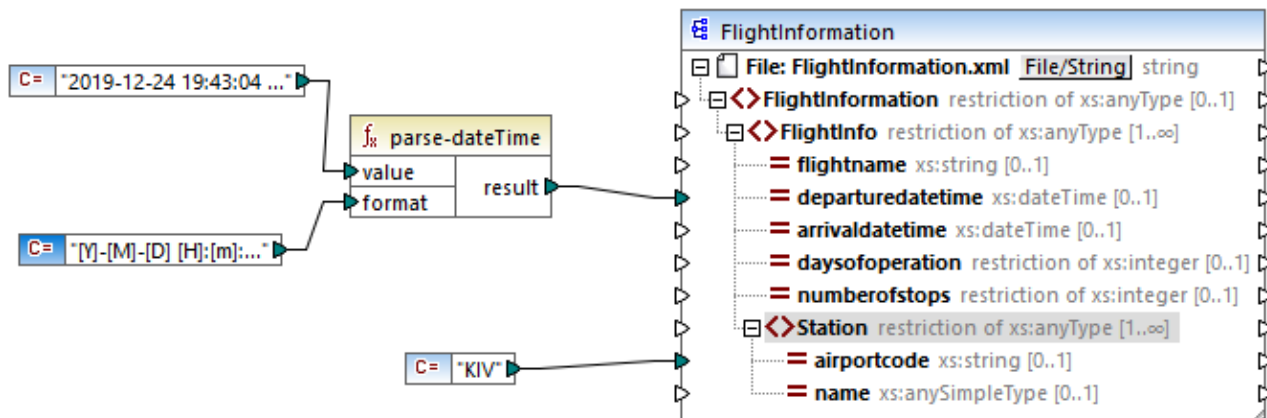 FlightInformation
File: FlightInformation.xml File/String string
C= "2019-12-24 19:43:04 ..."
FlightInformation restriction of xs:anyType [0..1]
FlightInfo restriction of xs:anyType [1..∞]
fx parse-dateTime
flightname xs:string [0..1]
value
result
departuredatetime xs:dateTime [0..1]
format
arrivaldatetime xs:dateTime [0..1]
C= "[Y]-[M]-[D] [H]:[m]:..."
daysofoperation restriction of xs:integer [0..1]
numberofstops restriction of xs:integer [0..1]
Station restriction of xs:anyType [1..∞]
C= "KIV"
airportcode xs:string [0..1]
name xs:anySimpleType [0..1]